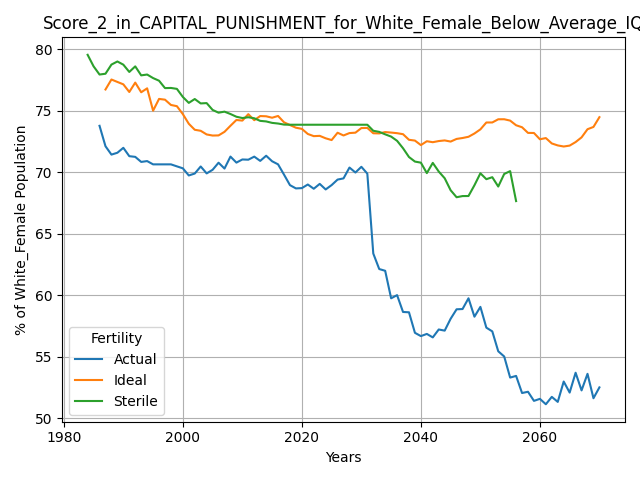 Score_2_in_CAPITAL_PUNISHMENT_for_White_Female_Below_Average_IQ
80
75
70
65
60
55
50
% of White_Female Population
Fertility
Actual
Ideal
Sterile
1980 2000 2020 2040 2060
Years